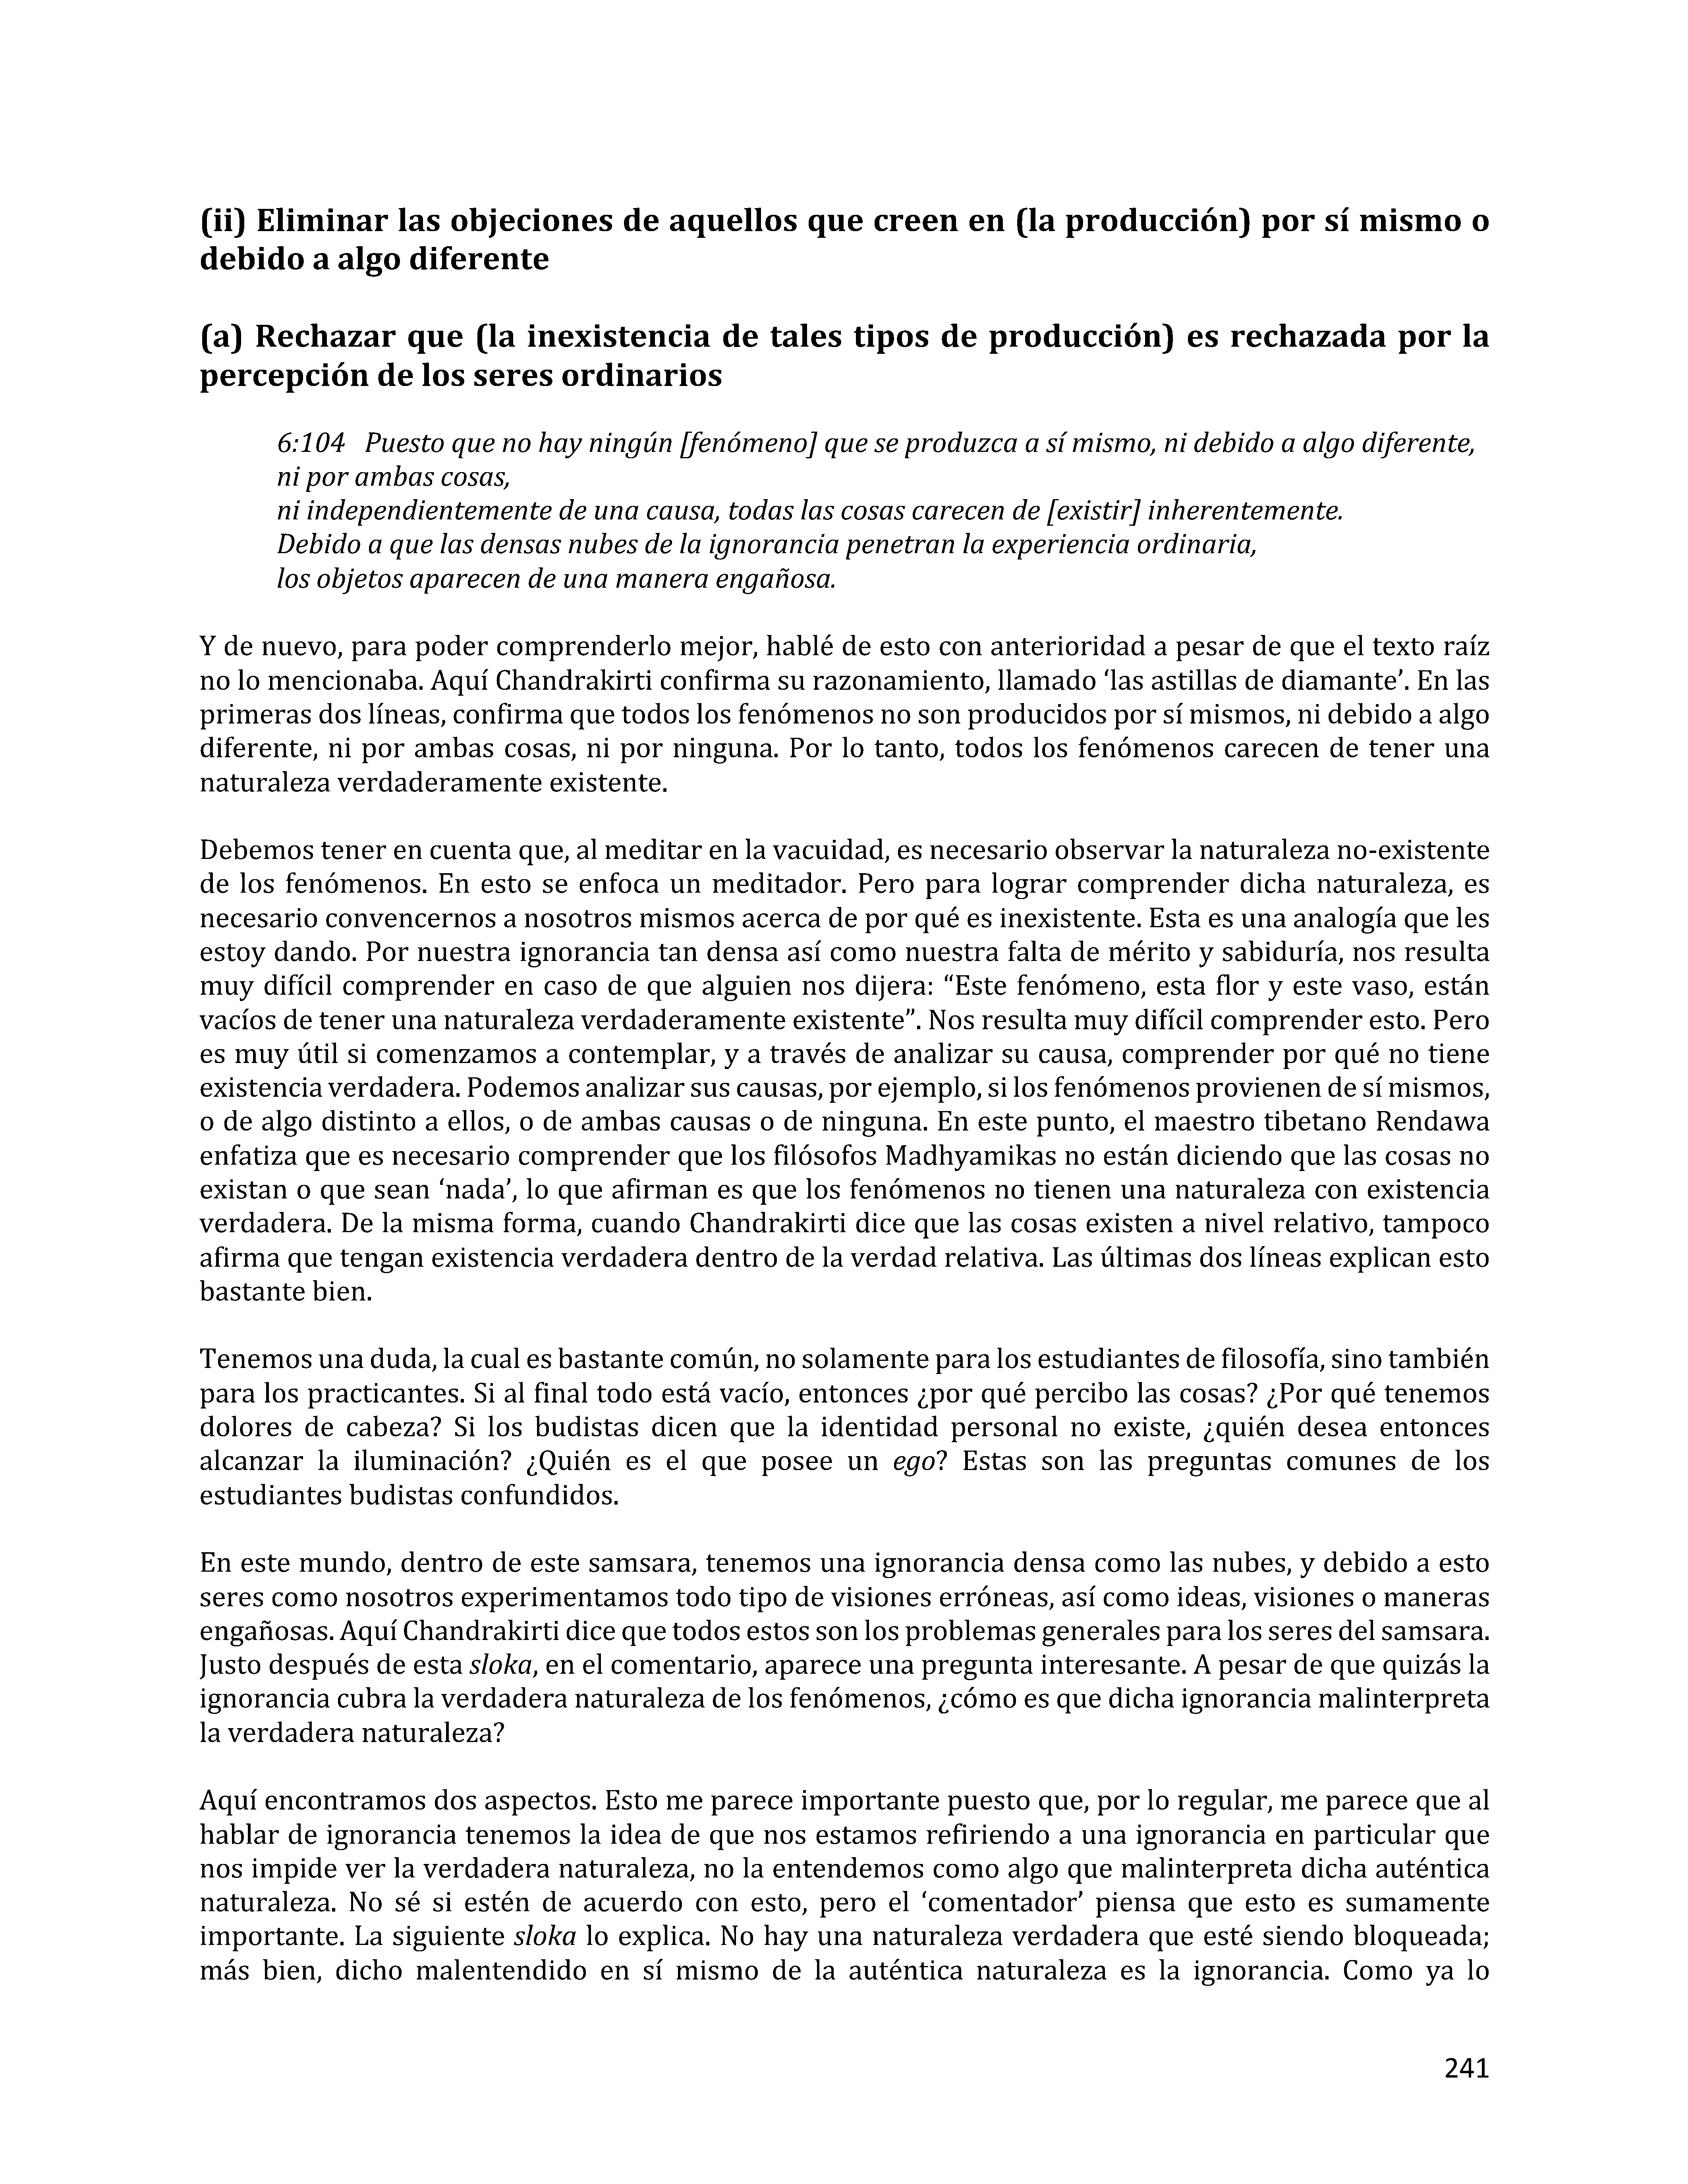 (ii) Eliminar las objeciones de aquellos que creen en (la producción) por sí mismo o
debido a algo diferente
(a) Rechazar que (la inexistencia de tales tipos de producción) es rechazada por la
percepción de los seres ordinarios
6:104 Puesto que no hay ningún [fenómeno] que se produzca a sí mismo, ni debido a algo diferente,
ni por ambas cosas,
ni independientemente de una causa, todas las cosas carecen de [existir] inherentemente.
Debido a que las densas nubes de la ignorancia penetran la experiencia ordinaria,
los objetos aparecen de una manera engañosa.
Y de nuevo, para poder comprenderlo mejor, hablé de esto con anterioridad a pesar de que el texto raíz
no lo mencionaba. Aquí Chandrakirti confirma su razonamiento, llamado ‘las astillas de diamante’. En las
primeras dos líneas, confirma que todos los fenómenos no son producidos por sí mismos, ni debido a algo
diferente, ni por ambas cosas, ni por ninguna. Por lo tanto, todos los fenómenos carecen de tener una
naturaleza verdaderamente existente.
Debemos tener en cuenta que, al meditar en la vacuidad, es necesario observar la naturaleza no-existente
de los fenómenos. En esto se enfoca un meditador. Pero para lograr comprender dicha naturaleza, es
necesario convencernos a nosotros mismos acerca de por qué es inexistente. Esta es una analogía que les
estoy dando. Por nuestra ignorancia tan densa así como nuestra falta de mérito y sabiduría, nos resulta
muy difícil comprender en caso de que alguien nos dijera: “Este fenómeno, esta flor y este vaso, están
vacíos de tener una naturaleza verdaderamente existente”. Nos resulta muy difícil comprender esto. Pero
es muy útil si comenzamos a contemplar, y a través de analizar su causa, comprender por qué no tiene
existencia verdadera. Podemos analizar sus causas, por ejemplo, si los fenómenos provienen de sí mismos,
o de algo distinto a ellos, o de ambas causas o de ninguna. En este punto, el maestro tibetano Rendawa
enfatiza que es necesario comprender que los filósofos Madhyamikas no están diciendo que las cosas no
existan o que sean ‘nada’, lo que afirman es que los fenómenos no tienen una naturaleza con existencia
verdadera. De la misma forma, cuando Chandrakirti dice que las cosas existen a nivel relativo, tampoco
afirma que tengan existencia verdadera dentro de la verdad relativa. Las últimas dos líneas explican esto
bastante bien.
Tenemos una duda, la cual es bastante común, no solamente para los estudiantes de filosofía, sino también
para los practicantes. Si al final todo está vacío, entonces ¿por qué percibo las cosas? ¿Por qué tenemos
dolores de cabeza? Si los budistas dicen que la identidad personal no existe, ¿quién desea entonces
alcanzar la iluminación? ¿Quién es el que posee un ego? Estas son las preguntas comunes de los
estudiantes budistas confundidos.
En este mundo, dentro de este samsara, tenemos una ignorancia densa como las nubes, y debido a esto
seres como nosotros experimentamos todo tipo de visiones erróneas, así como ideas, visiones o maneras
engañosas. Aquí Chandrakirti dice que todos estos son los problemas generales para los seres del samsara.
Justo después de esta sloka, en el comentario, aparece una pregunta interesante. A pesar de que quizás la
ignorancia cubra la verdadera naturaleza de los fenómenos, ¿cómo es que dicha ignorancia malinterpreta
la verdadera naturaleza?
Aquí encontramos dos aspectos. Esto me parece importante puesto que, por lo regular, me parece que al
hablar de ignorancia tenemos la idea de que nos estamos refiriendo a una ignorancia en particular que
nos impide ver la verdadera naturaleza, no la entendemos como algo que malinterpreta dicha auténtica
naturaleza. No sé si estén de acuerdo con esto, pero el ‘comentador’ piensa que esto es sumamente
importante. La siguiente sloka lo explica. No hay una naturaleza verdadera que esté siendo bloqueada;
más bien, dicho malentendido en sí mismo de la auténtica naturaleza es la ignorancia. Como ya lo
241